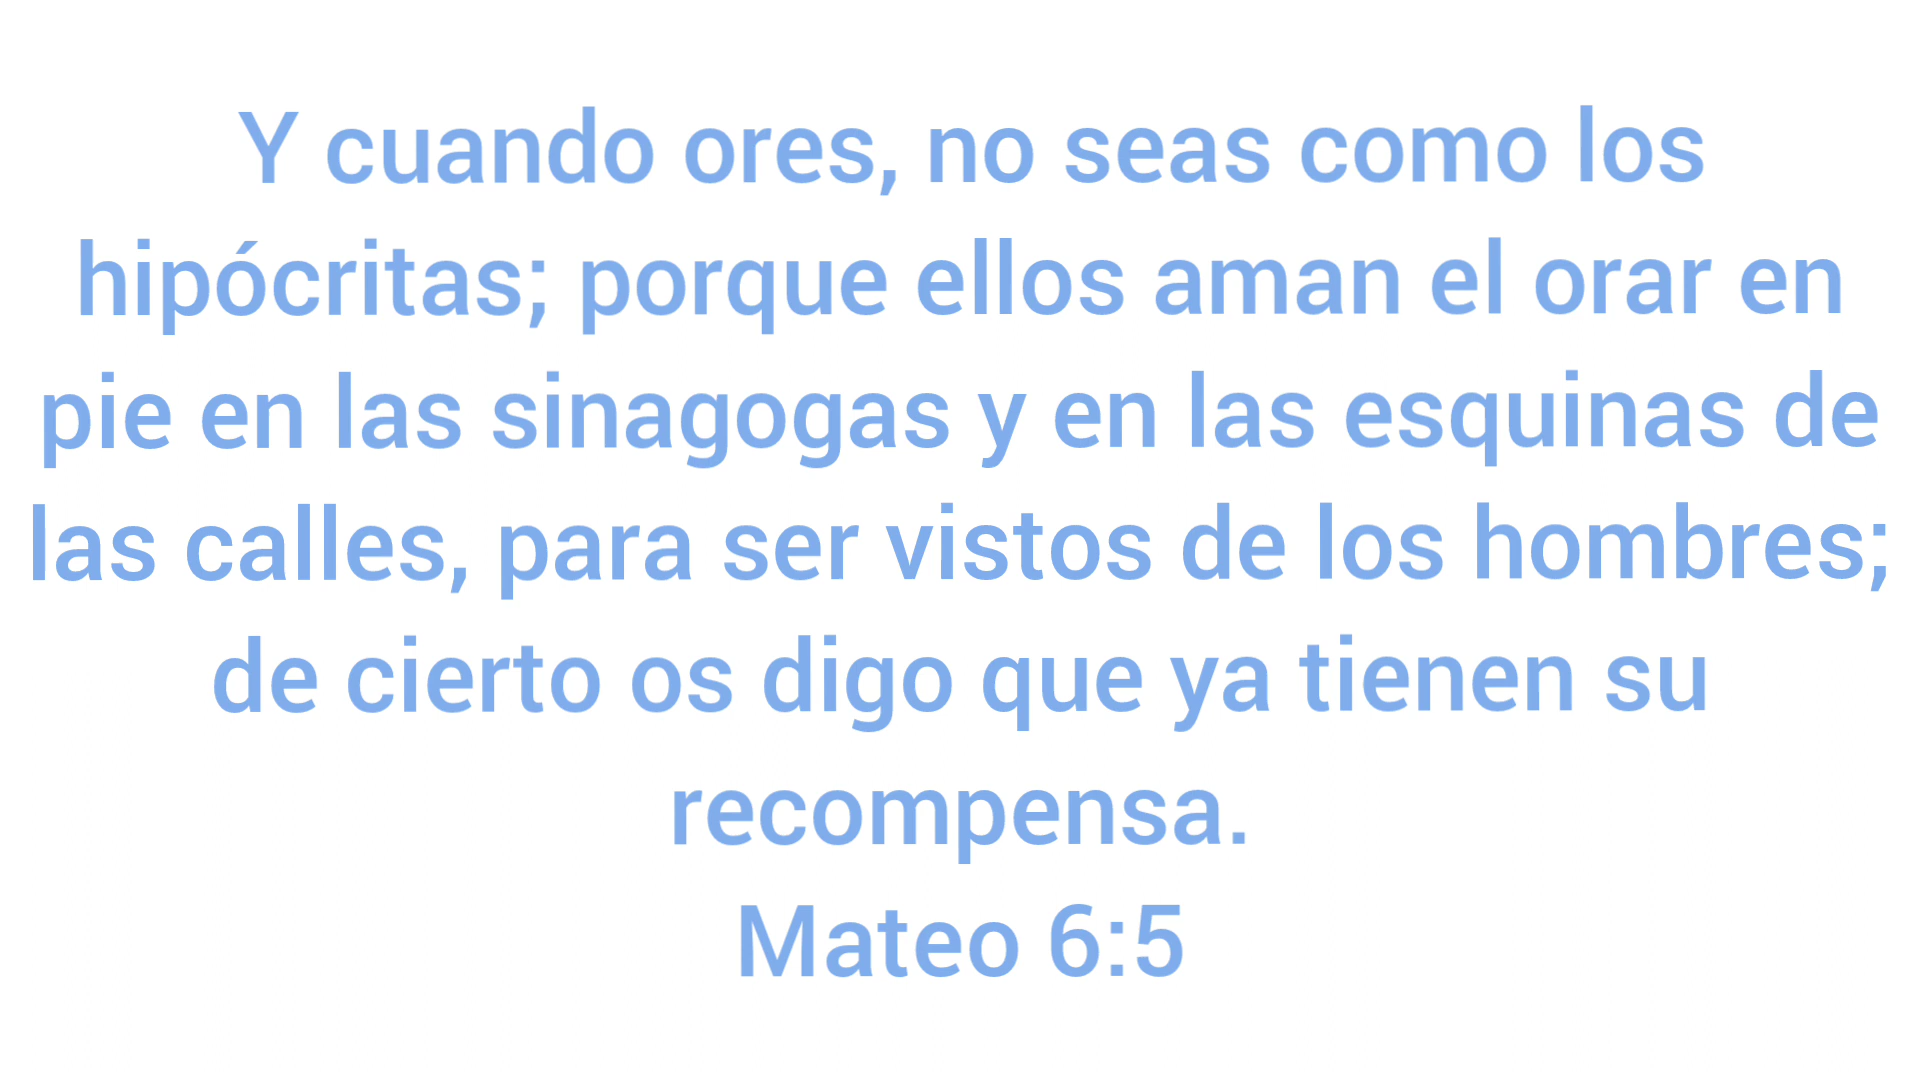 Y cuando ores, no seas como los
hipócritas; porque ellos aman el orar en
pie en las sinagogas y en las esquinas de
las calles, para ser vistos de los hombres;
de cierto os digo que ya tienen su
recompensa.
Mateo 6:5